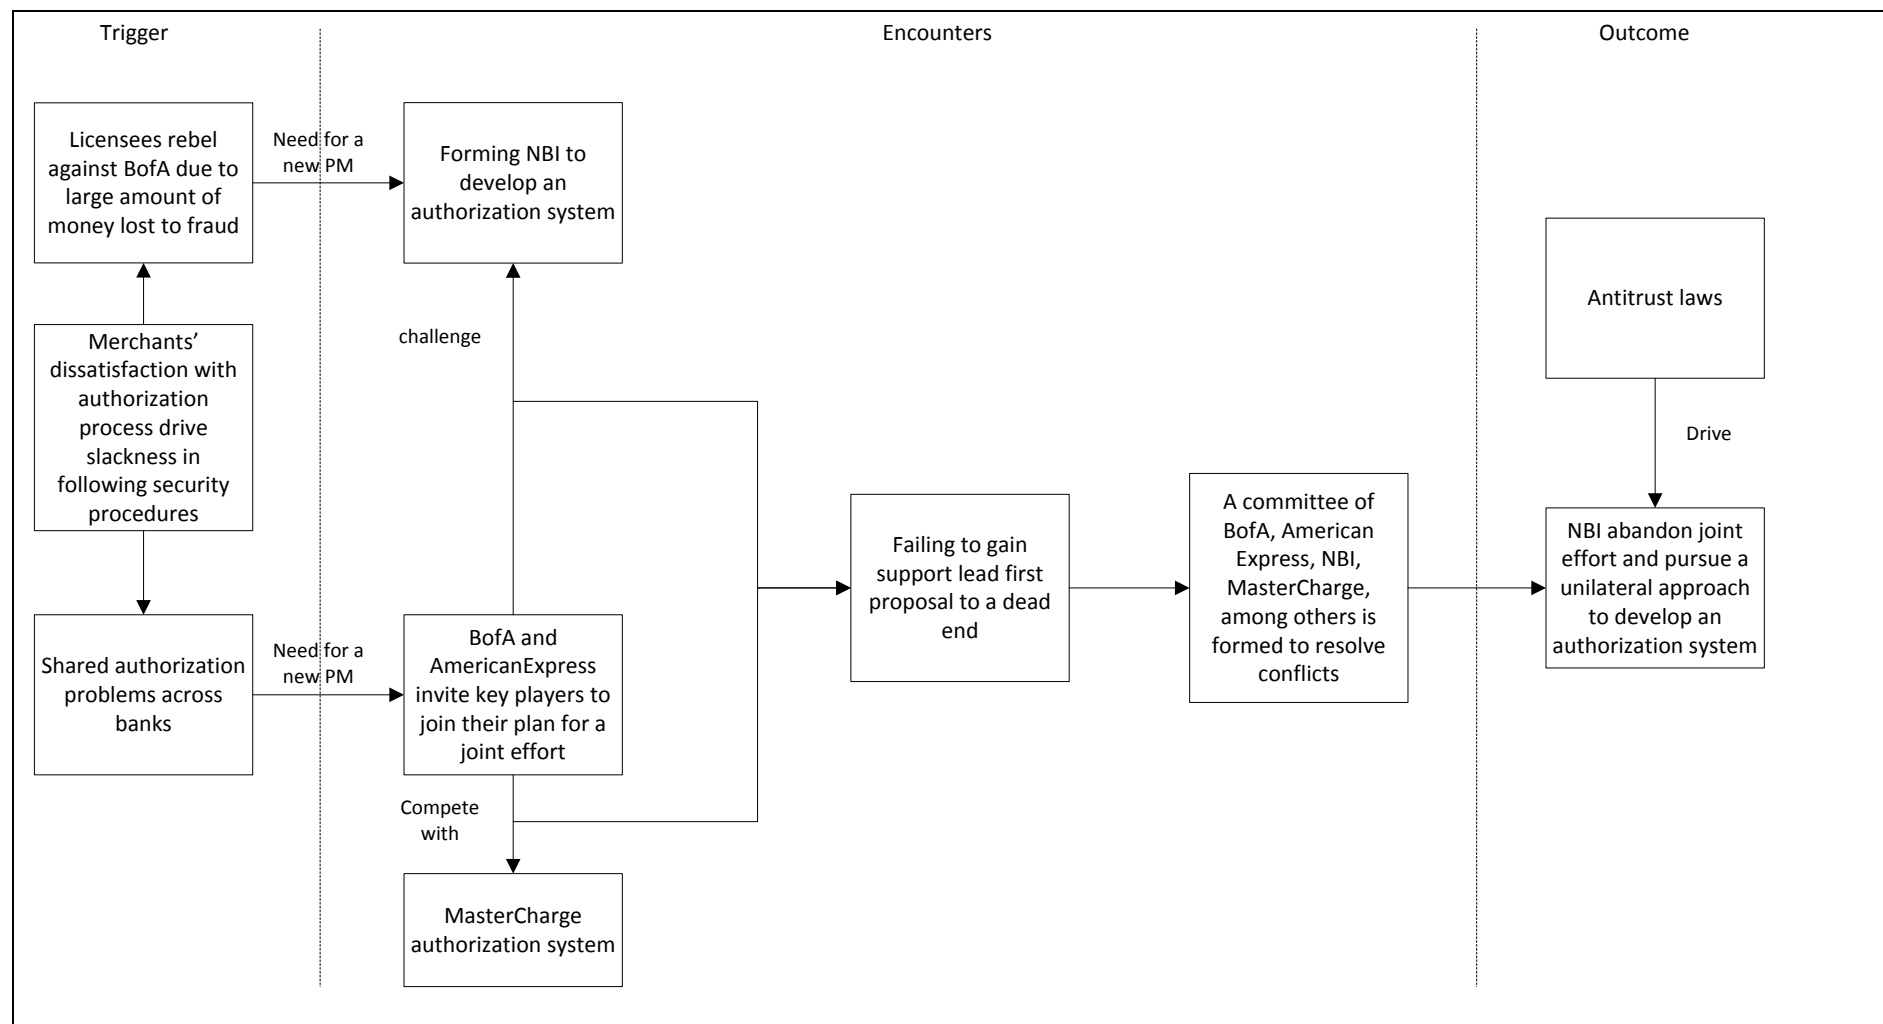 Trigger
Encounters
Outcome
Licensees rebel
against BofA due to
large amount of
money lost to fraud
Need for a
new PM
Forming NBI to
develop an
authorization system
Antitrust laws
challenge
Merchants’
dissatisfaction with
authorization
process drive
slackness in
following security
procedures
Drive
Failing to gain
support lead first
proposal to a dead
end
A committee of
BofA, American
Express, NBI,
MasterCharge,
among others is
formed to resolve
conflicts
NBI abandon joint
effort and pursue a
unilateral approach
to develop an
authorization system
Shared authorization
problems across
banks
Need for a
new PM
BofA and
AmericanExpress
invite key players to
join their plan for a
joint effort
Compete
with
MasterCharge
authorization system